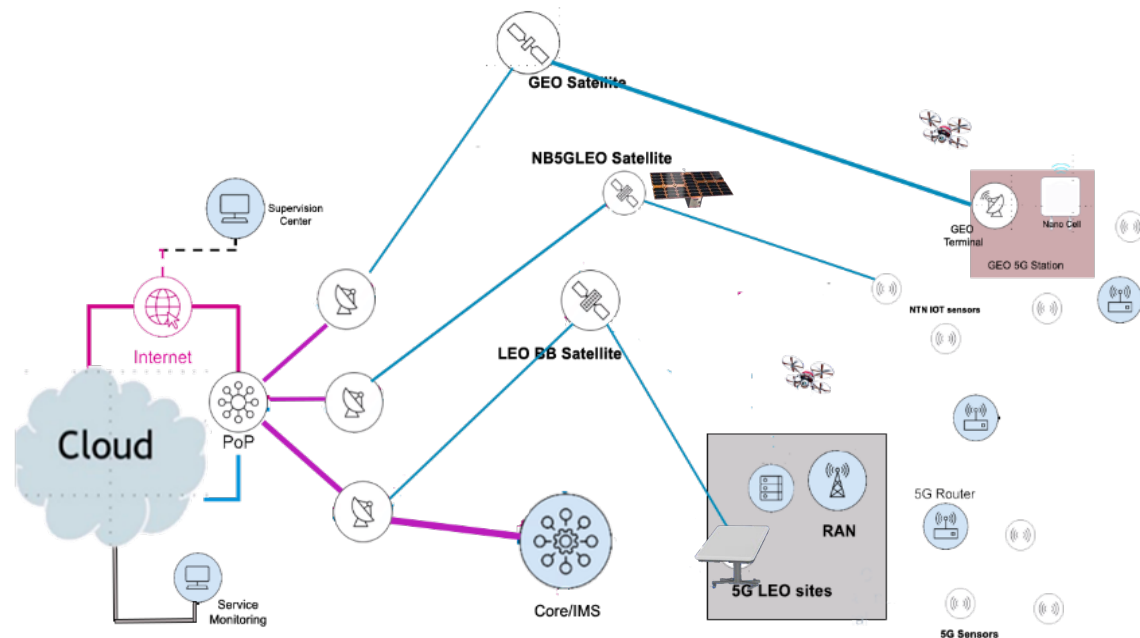 GEO Satellite
NB5GLEO Satellite
Supervision
Center
GEO
Terminal
Nano Cell
GEO 5G Station
NTN IOT sensors
Internet
LEO BB Satellite
Cloud
PoP
5G Router
RAN
5G LEO sites
Core/IMS
Service
Monitoring
5G Sensors